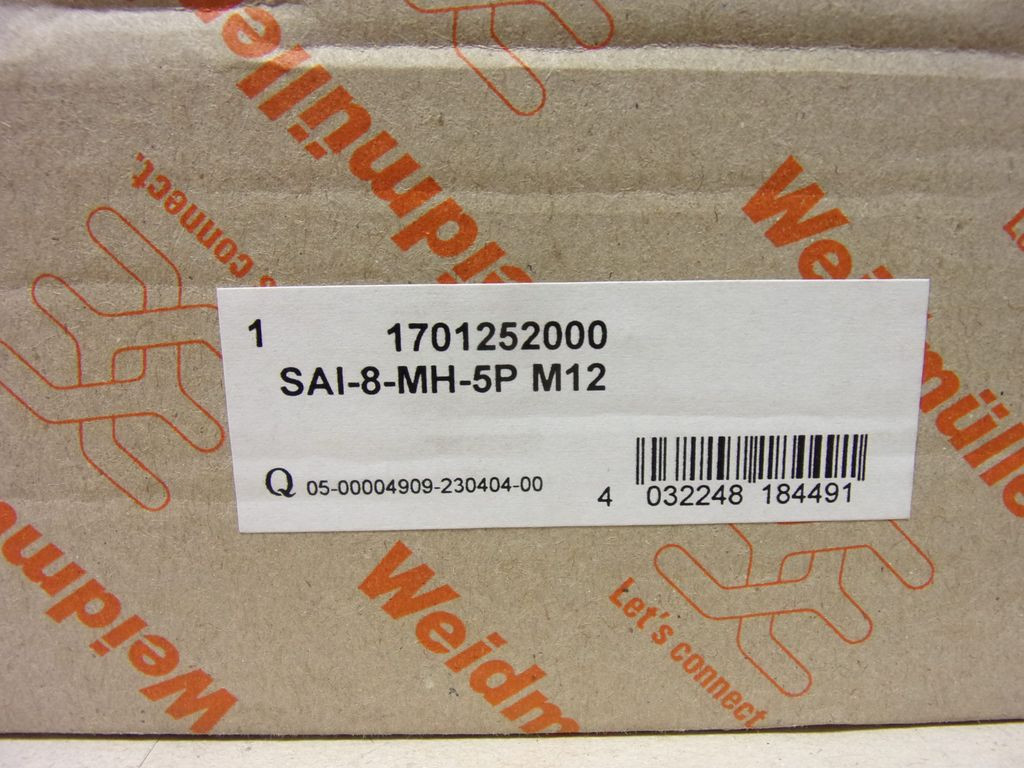 Weidmüller
Let's connect.
Weidmüller
1 1701252000
SAI-8-MH-5P M12
Q 05-00004909-230404-00
4 032248 184491
Weidmü
Weidm
Let's connect